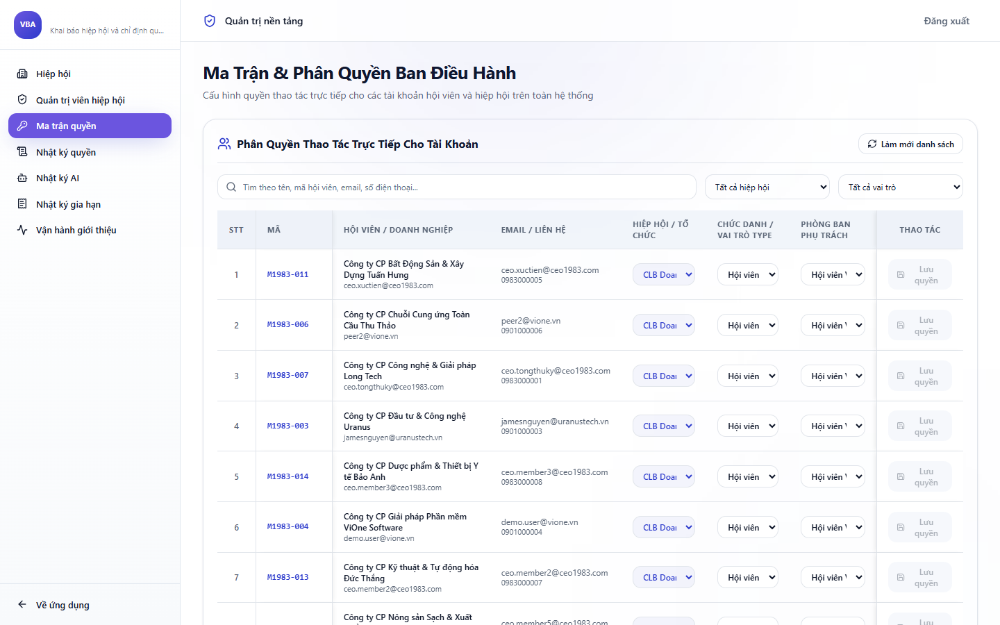 VBA
Khai báo hiệp hội và chỉ định qu...
Hiệp hội
Quản trị viên hiệp hội
Ma trận quyền
Nhật ký quyền
Nhật ký AI
Nhật ký gia hạn
Vận hành giới thiệu
Về ứng dụng
Quản trị nền tảng
Đăng xuất
Ma Trận & Phân Quyền Ban Điều Hành
Cấu hình quyền thao tác trực tiếp cho các tài khoản hội viên và hiệp hội trên toàn hệ thống
Phân Quyền Thao Tác Trực Tiếp Cho Tài Khoản
Làm mới danh sách
Tìm theo tên, mã hội viên, email, số điện thoại...
Tất cả hiệp hội
Tất cả vai trò
STT
MÃ
HỘI VIÊN / DOANH NGHIỆP
EMAIL / LIÊN HỆ
HIỆP HỘI / TỔ
CHỨC
CHỨC DANH /
VAI TRÒ TYPE
PHÒNG BAN
PHỤ TRÁCH
THAO TÁC
1
M1983-011
Công ty CP Bất Động Sản & Xây
Dựng Tuấn Hưng
ceo.xuctien@ceo1983.com
ceo.xuctien@ceo1983.com
0983000005
CLB Doar
Hội viên
Hội viên
Lưu
quyền
2
M1983-006
Công ty CP Chuỗi Cung ứng Toàn
Cầu Thu Thảo
peer2@vione.vn
peer2@vione.vn
0901000006
CLB Doar
Hội viên
Hội viên
Lưu
quyền
3
M1983-007
Công ty CP Công nghệ & Giải pháp
Long Tech
ceo.tongthuky@ceo1983.com
ceo.tongthuky@ceo1983.com
0983000001
CLB Doar
Hội viên
Hội viên
Lưu
quyền
4
M1983-003
Công ty CP Đầu tư & Công nghệ
Uranus
jamesnguyen@uranustech.vn
jamesnguyen@uranustech.vn
0901000003
CLB Doar
Hội viên
Hội viên
Lưu
quyền
5
M1983-014
Công ty CP Dược phẩm & Thiết bị Y
tế Bảo Anh
ceo.member3@ceo1983.com
ceo.member3@ceo1983.com
0983000008
CLB Doar
Hội viên
Hội viên
Lưu
quyền
6
M1983-004
Công ty CP Giải pháp Phần mềm
ViOne Software
demo.user@vione.vn
demo.user@vione.vn
0901000004
CLB Doar
Hội viên
Hội viên
Lưu
quyền
7
M1983-013
Công ty CP Kỹ thuật & Tự động hóa
Đức Thắng
ceo.member2@ceo1983.com
ceo.member2@ceo1983.com
0983000007
CLB Doar
Hội viên
Hội viên
Lưu
quyền
Công ty CP Nông sản Sạch & Xuất
ceo.member5@ceo1983.com
Lưu